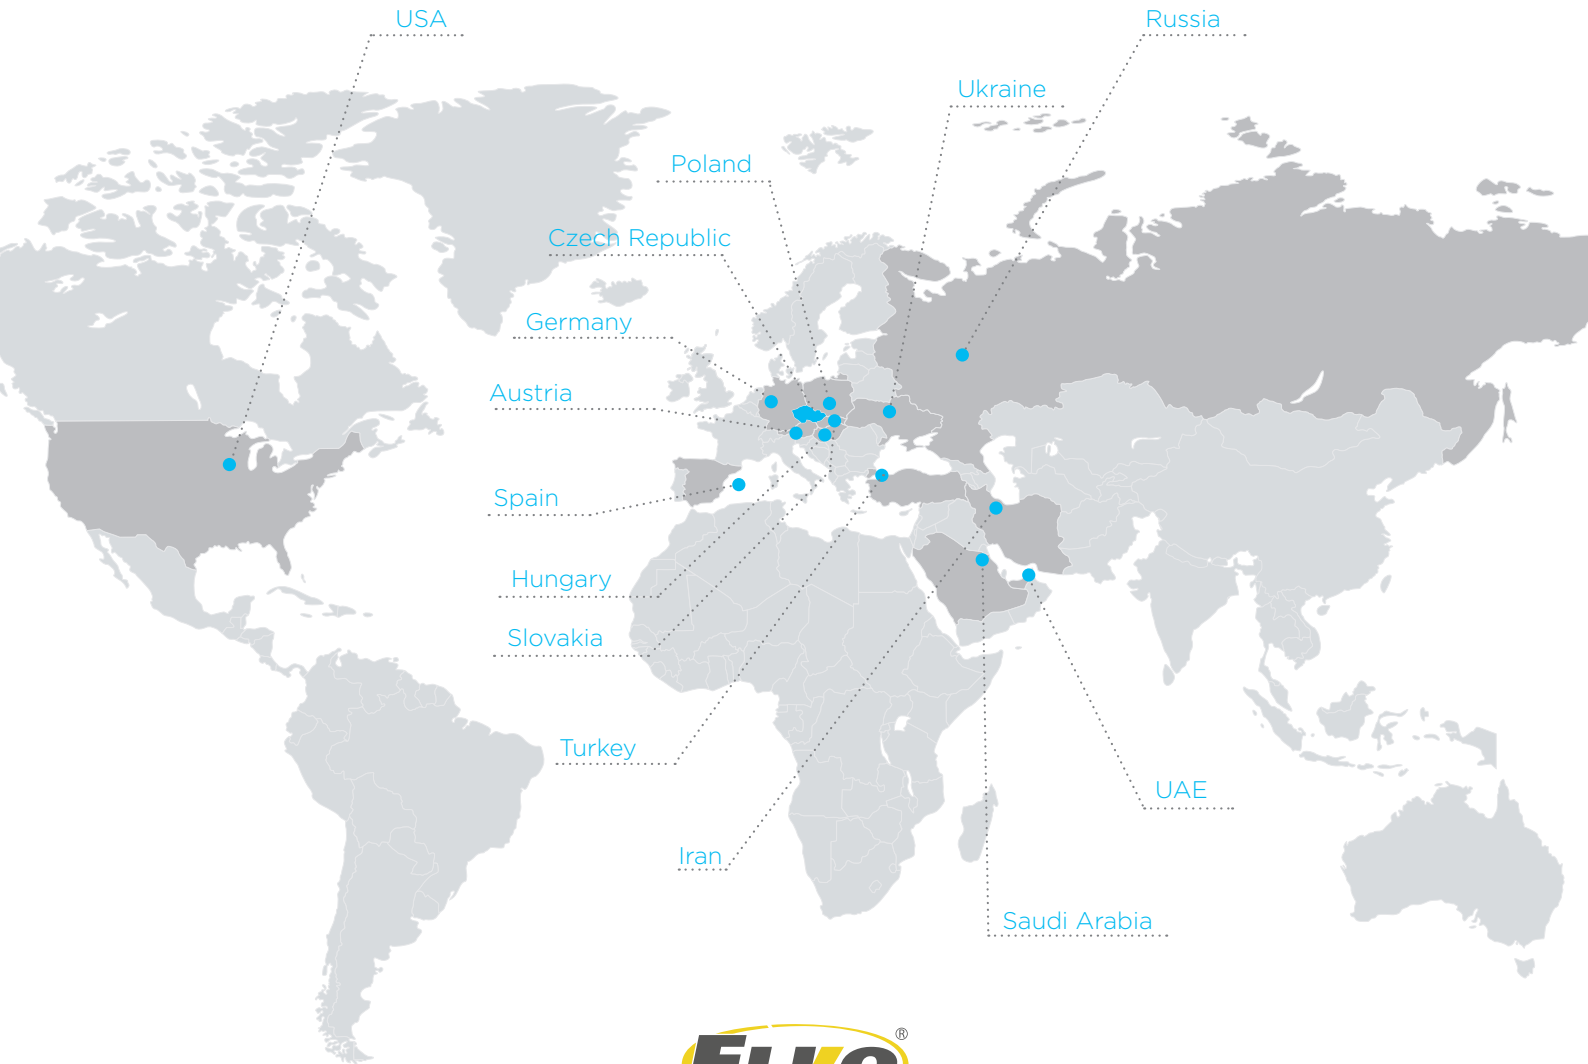 USA
Russia
Ukraine
Poland
Czech Republic
Germany
Austria
Spain
Hungary
Slovakia
Turkey
UAE
Iran
Saudi Arabia
®